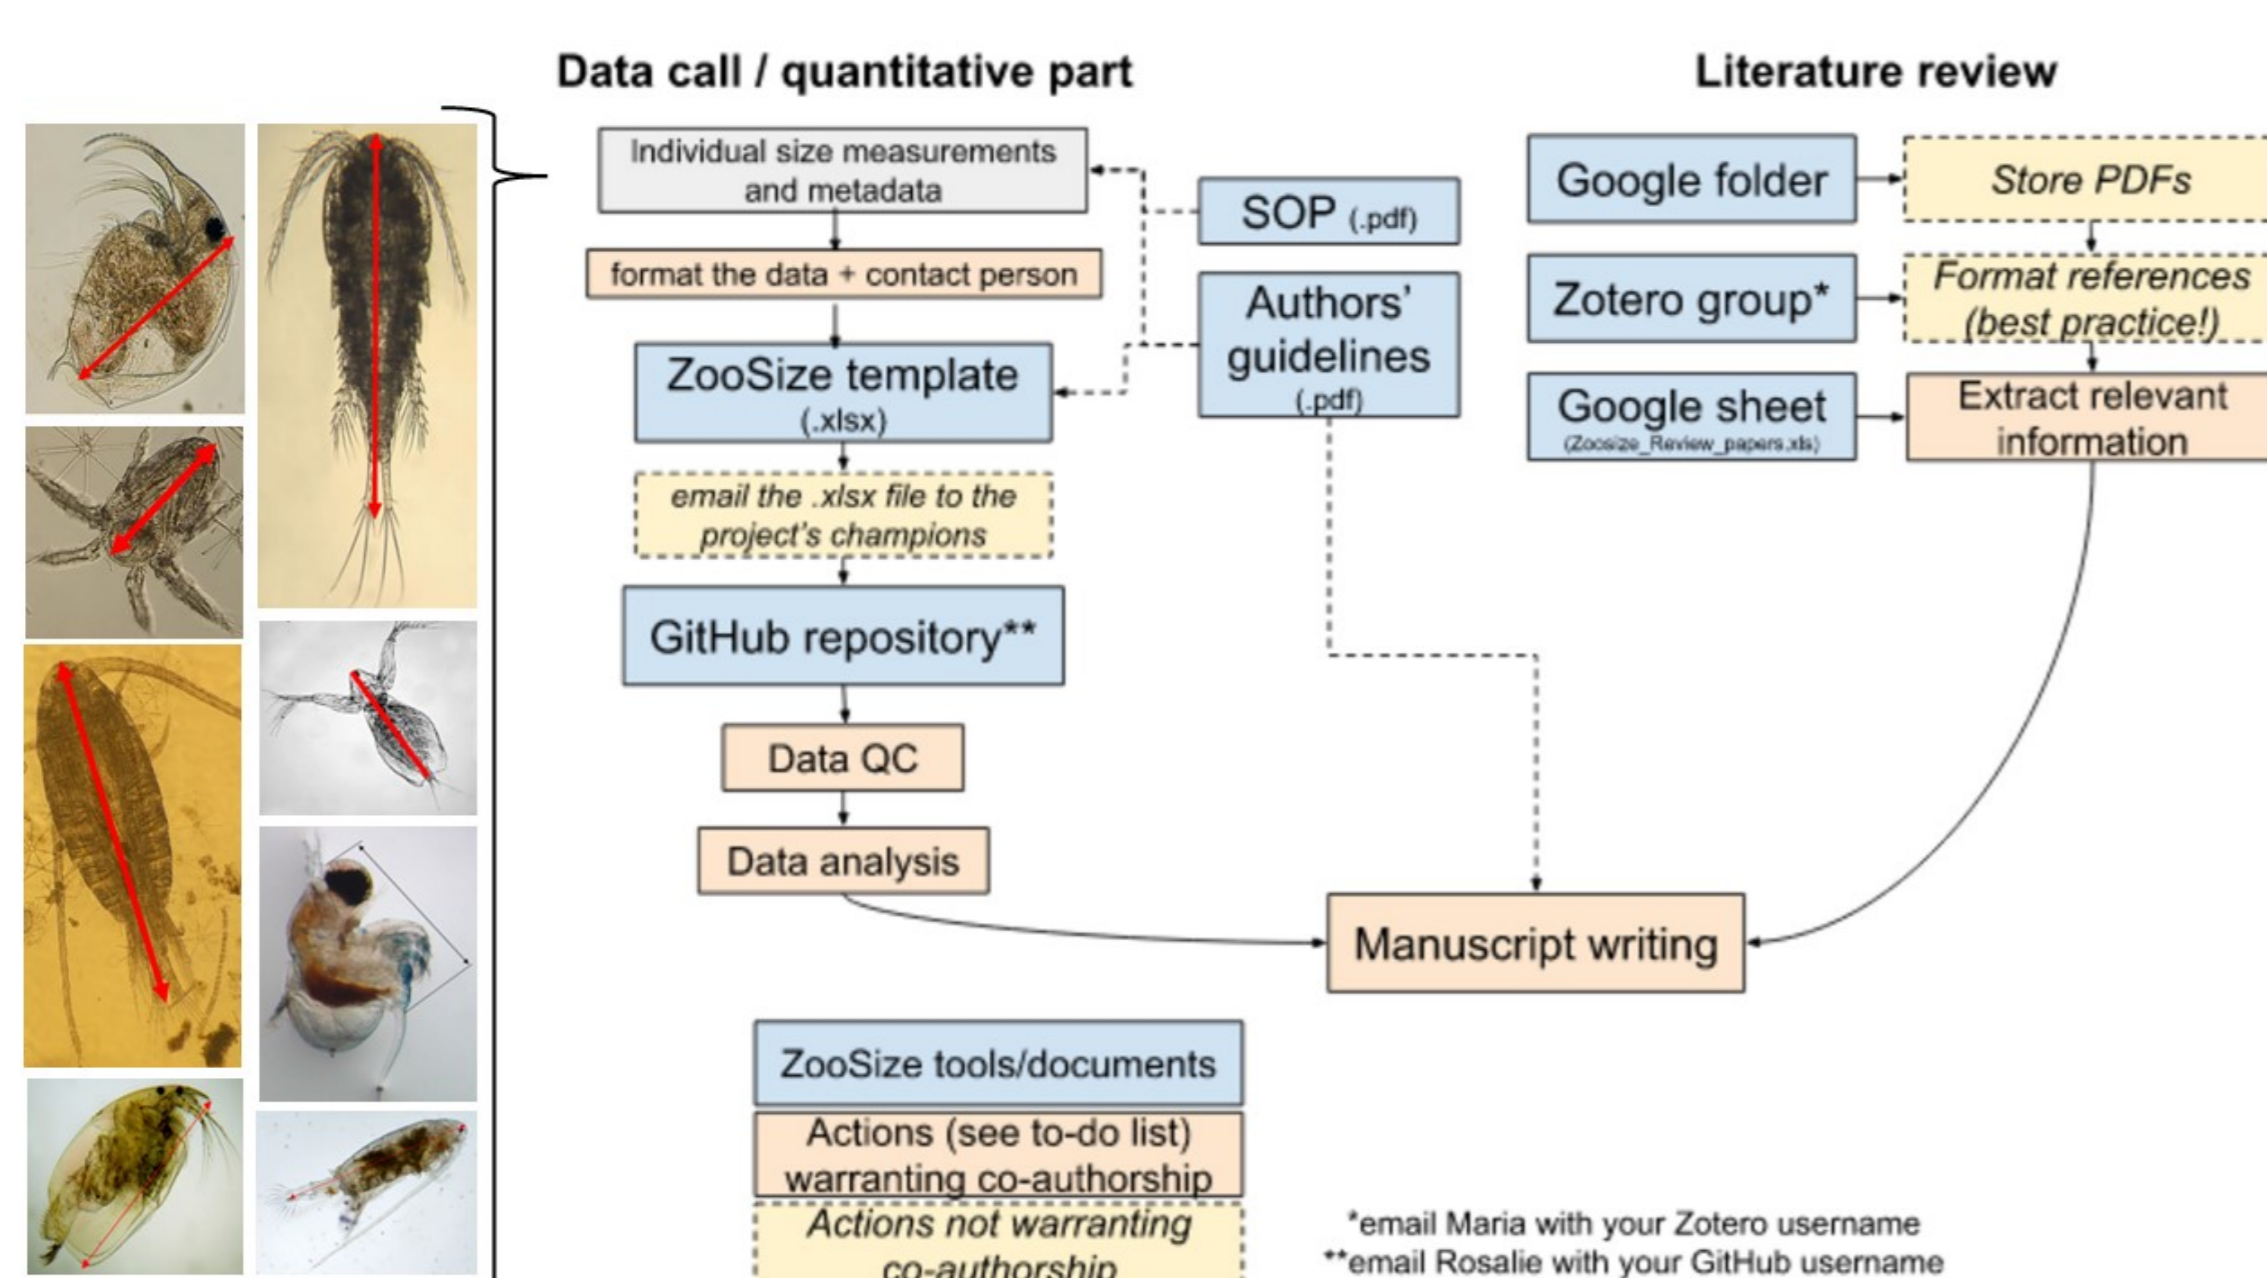 Data call / quantitative part
Individual size measurements
and metadata
format the data + contact person
ZooSize template
(.xlsx)
email the .xlsx file to the
project's champions
GitHub repository**
Data QC
Data analysis
SOP (.pdf)
Authors’
guidelines
(.pdf)
Literature review
Google folder
Store PDFs
Zotero group*
Format references
(best practice!)
Google sheet
(Zoosize_Review_papers.xls)
Extract relevant
information
Manuscript writing
ZooSize tools/documents
Actions (see to-do list)
warranting co-authorship
Actions not warranting
co-authorship
*email Maria with your Zotero username
**email Rosalie with your GitHub username